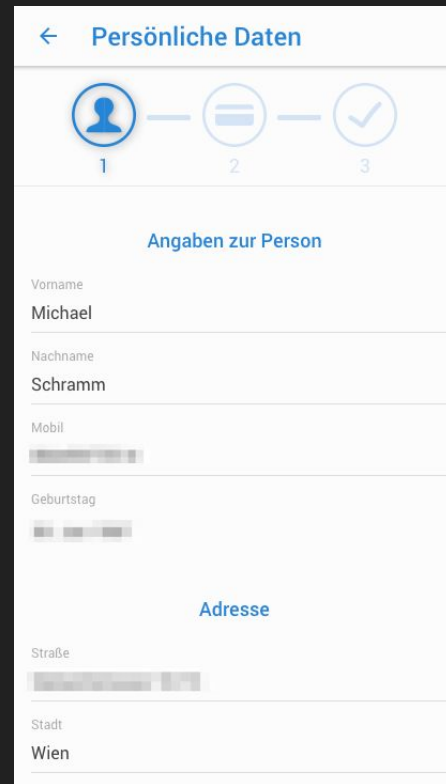 Persönliche Daten
1
2
3
Angaben zur Person
Vorname
Michael
Nachname
Schramm
Mobil
Geburtstag
Adresse
Straße
Stadt
Wien